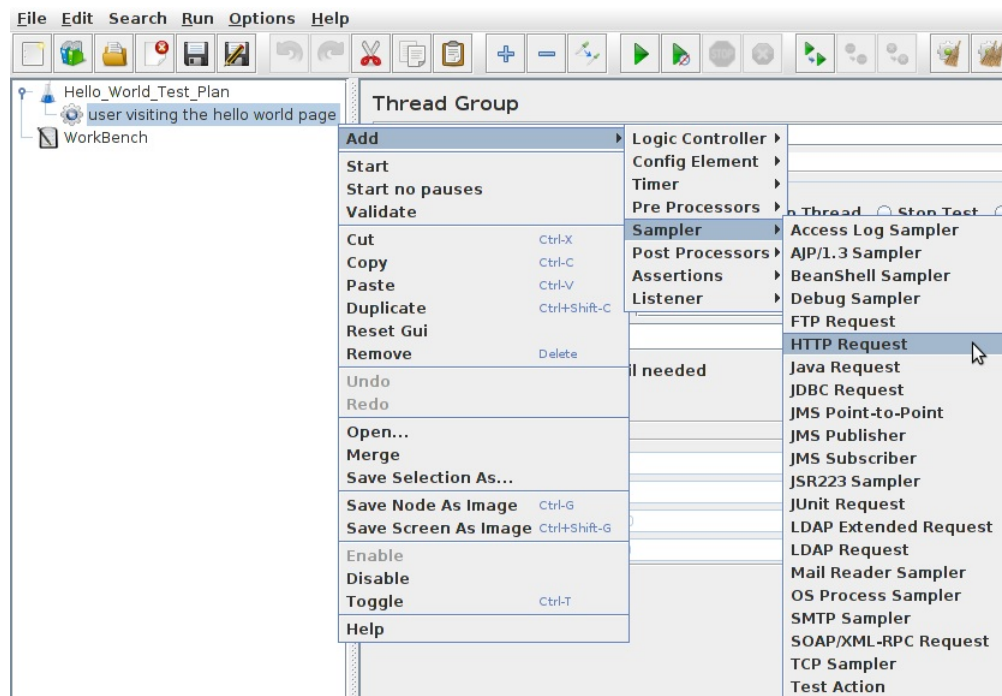 File Edit Search Run Options Help
STOP
Hello_World_Test_Plan
user visiting the hello world page
WorkBench
Thread Group
Add
Start
Start no pauses
Validate
Cut Ctrl-X
Copy Ctrl-C
Paste Ctrl-V
Duplicate Ctrl+Shift-C
Reset Gui
Remove Delete
Undo
Redo
Open...
Merge
Save Selection As...
Save Node As Image Ctrl-G
Save Screen As Image Ctrl+Shift-G
Enable
Disable
Toggle Ctrl-T
Help
Logic Controller
Config Element
Timer
Pre Processors
Sampler
Post Processors
Assertions
Listener
Thread Stop Test
needed
Access Log Sampler
AJP/1.3 Sampler
BeanShell Sampler
Debug Sampler
FTP Request
HTTP Request
Java Request
JDBC Request
JMS Point-to-Point
JMS Publisher
JMS Subscriber
JSR223 Sampler
JUnit Request
LDAP Extended Request
LDAP Request
Mail Reader Sampler
OS Process Sampler
SMTP Sampler
SOAP/XML-RPC Request
TCP Sampler
Test Action